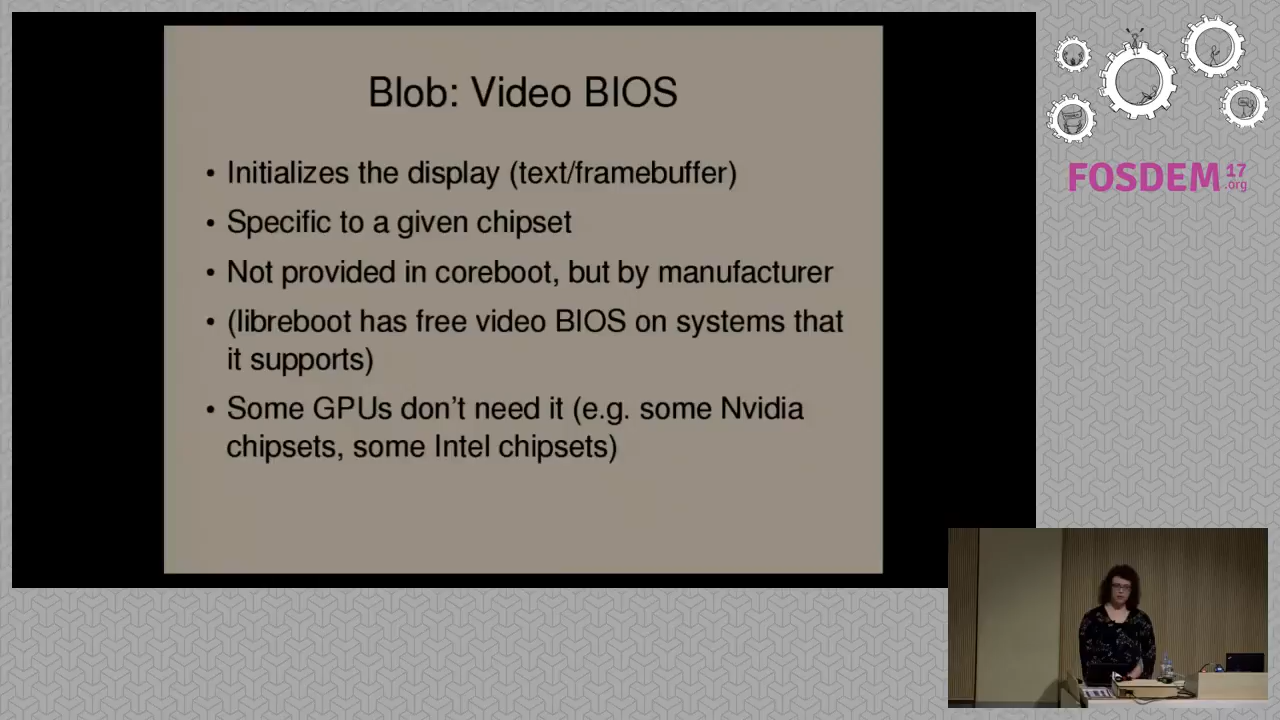 Blob: Video BIOS
• Initializes the display (text/framebuffer)
• Specific to a given chipset
• Not provided in coreboot, but by manufacturer
• (libreboot has free video BIOS on systems that
it supports)
• Some GPUs don't need it (e.g. some Nvidia
chipsets, some Intel chipsets)
FOSDEM 17
.org